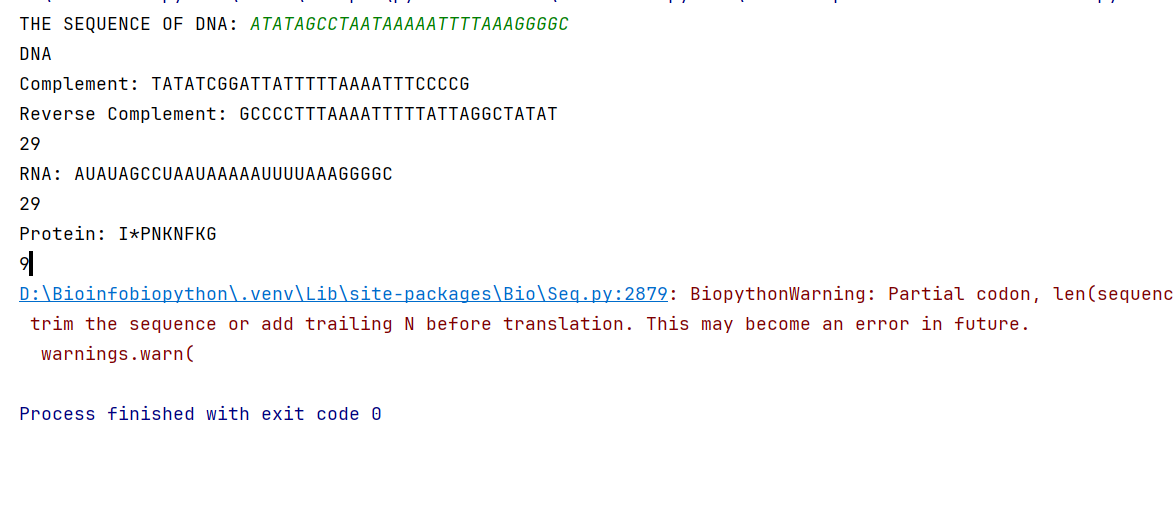 THE SEQUENCE OF DNA: ATATAGCCTAATAAAAATTTTAAAGGGGC
DNA
Complement: TATATCGGATTATTTTTAAAATTTCCCCG
Reverse Complement: GCCCCTTTAAAATTTTTATTAGGCTATAT
29
RNA: AUAUAGCCUAAUAAAAAUUUUAAAGGGGC
29
Protein: I*PNKNFKG
9
D:\Bioinfobiopython\.venv\Lib\site-packages\Bio\Seq.py:2879: BiopythonWarning: Partial codon, len(sequenc
trim the sequence or add trailing N before translation. This may become an error in future.
warnings.warn(
Process finished with exit code 0